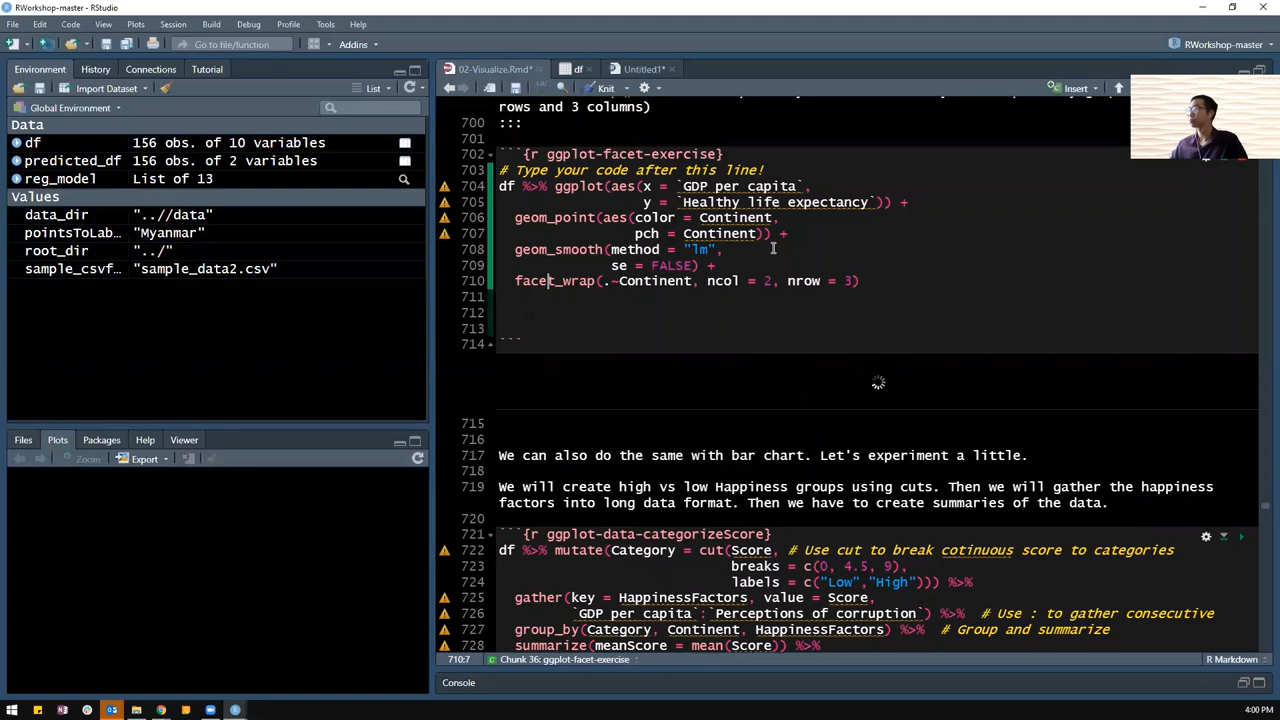 RWorkshop-master - RStudio
File Edit Code View Plots Session Build Debug Profile Tools Help
Go to file/function Addins RWorkshop-master
Environment History Connections Tutorial
Import Dataset List
Global Environment
Data
df 156 obs. of 10 variables
predicted_df 156 obs. of 2 variables
reg_model List of 13
Values
data_dir "..//data"
pointsToLab… "Myanmar"
root_dir "../"
sample_csvf… "sample_data2.csv"
Files Plots Packages Help Viewer
Zoom Export
02-Visualize.Rmd* df Untitled1*
Knit Insert
rows and 3 columns)
700 :::
701
702 ```{r ggplot-facet-exercise}
703 # Type your code after this line!
704 df %>% ggplot(aes(x = `GDP per capita`,
705 y = `Healthy life expectancy`)) +
706 geom_point(aes(color = Continent,
707 pch = Continent)) +
708 geom_smooth(method = "lm",
709 se = FALSE) +
710 facet_wrap(.~Continent, ncol = 2, nrow = 3)
711
712
713
714 ```
715
716
717 We can also do the same with bar chart. Let's experiment a little.
718
719 We will create high vs low Happiness groups using cuts. Then we will gather the happiness
factors into long data format. Then we have to create summaries of the data.
720
721 ```{r ggplot-data-categorizeScore}
722 df %>% mutate(Category = cut(Score, # Use cut to break cotinuous score to categories
723 breaks = c(0, 4.5, 9),
724 labels = c("Low","High"))) %>%
725 gather(key = HappinessFactors, value = Score,
726 `GDP per capita`:`Perceptions of corruption`) %>% # Use : to gather consecutive
727 group_by(Category, Continent, HappinessFactors) %>% # Group and summarize
728 summarize(meanScore = mean(Score)) %>%
710:7 Chunk 36: ggplot-facet-exercise R Markdown
Console
4:00 PM